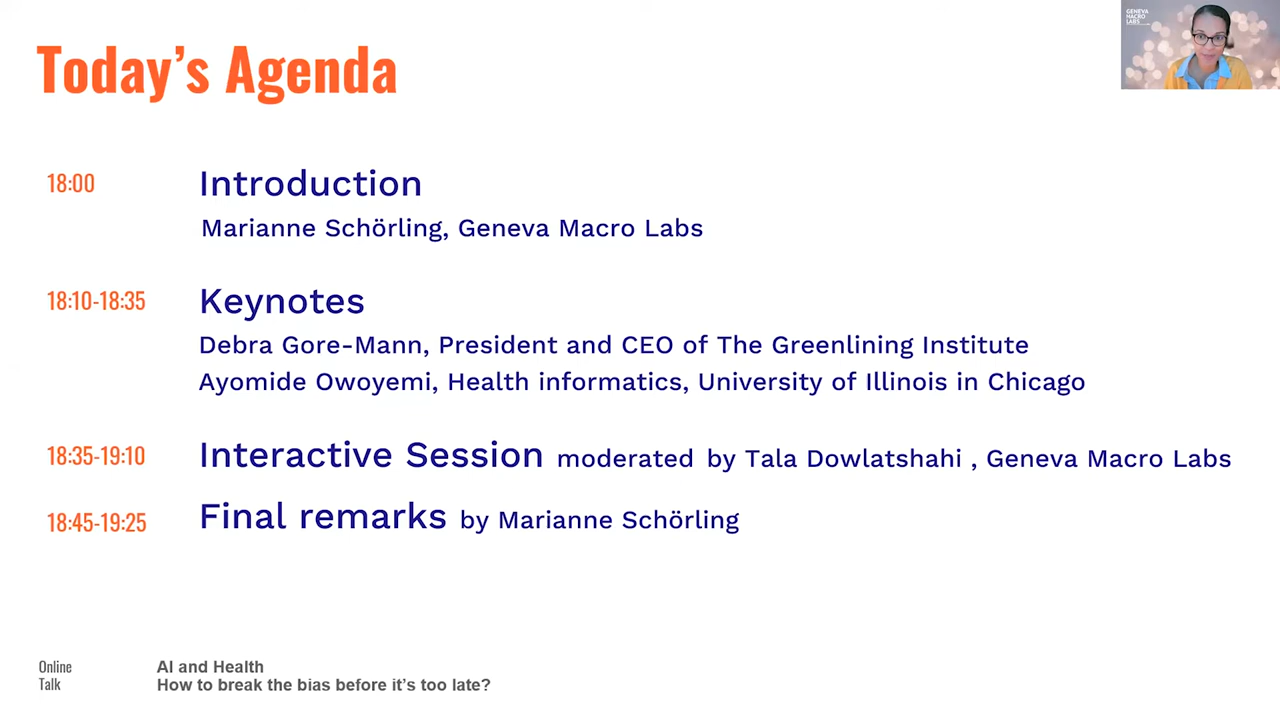 GENEVA
MACRO
LABS
Today's Agenda
18:00 Introduction
Marianne Schörling, Geneva Macro Labs
18:10-18:35 Keynotes
Debra Gore-Mann, President and CEO of The Greenlining Institute
Ayomide Owoyemi, Health informatics, University of Illinois in Chicago
18:35-19:10 Interactive Session moderated by Tala Dowlatshahi , Geneva Macro Labs
18:45-19:25 Final remarks by Marianne Schörling
Online AI and Health
Talk How to break the bias before it's too late?